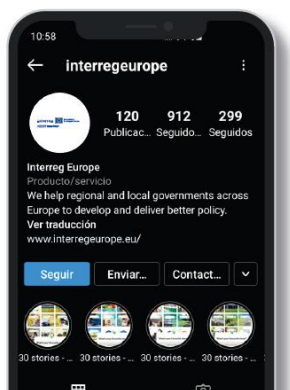 10:58
interregeurope
120 912 299
Publicac... Seguido... Seguidos
Interreg Europe
Producto/servicio
We help regional and local governments across
Europe to develop and deliver better policy.
Ver traducción
www.interregeurope.eu/
Seguir Enviar... Contact...
30 stories - ... 30 stories - ... 30 stories - ... 30 stories - ...